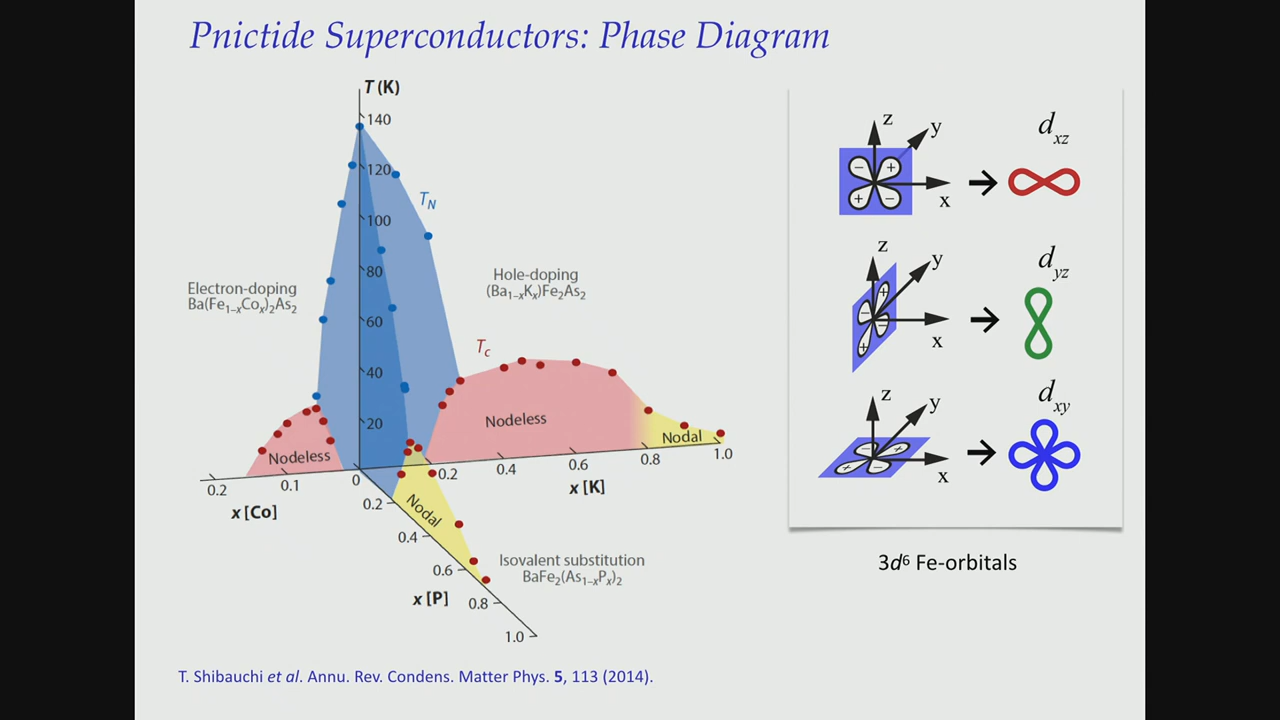 Pnictide Superconductors: Phase Diagram
T (K)
140
120
100
80
60
40
20
0
T_N
T_c
Electron-doping
Ba(Fe₁₋ₓCoₓ)₂As₂
Hole-doping
(Ba₁₋ₓKₓ)Fe₂As₂
Nodeless
Nodeless
Nodal
Nodal
0.2
0.1
x [Co]
0.2
0.4
0.6
0.8
1.0
x [K]
0.2
0.4
0.6
0.8
1.0
x [P]
Isovalent substitution
BaFe₂(As₁₋ₓPₓ)₂
z
y
x
− +
+ −
d_xz
z
y
x
+
− −
+
d_yz
z
y
x
− +
+ −
d_xy
3d⁶ Fe-orbitals
T. Shibauchi et al. Annu. Rev. Condens. Matter Phys. 5, 113 (2014).